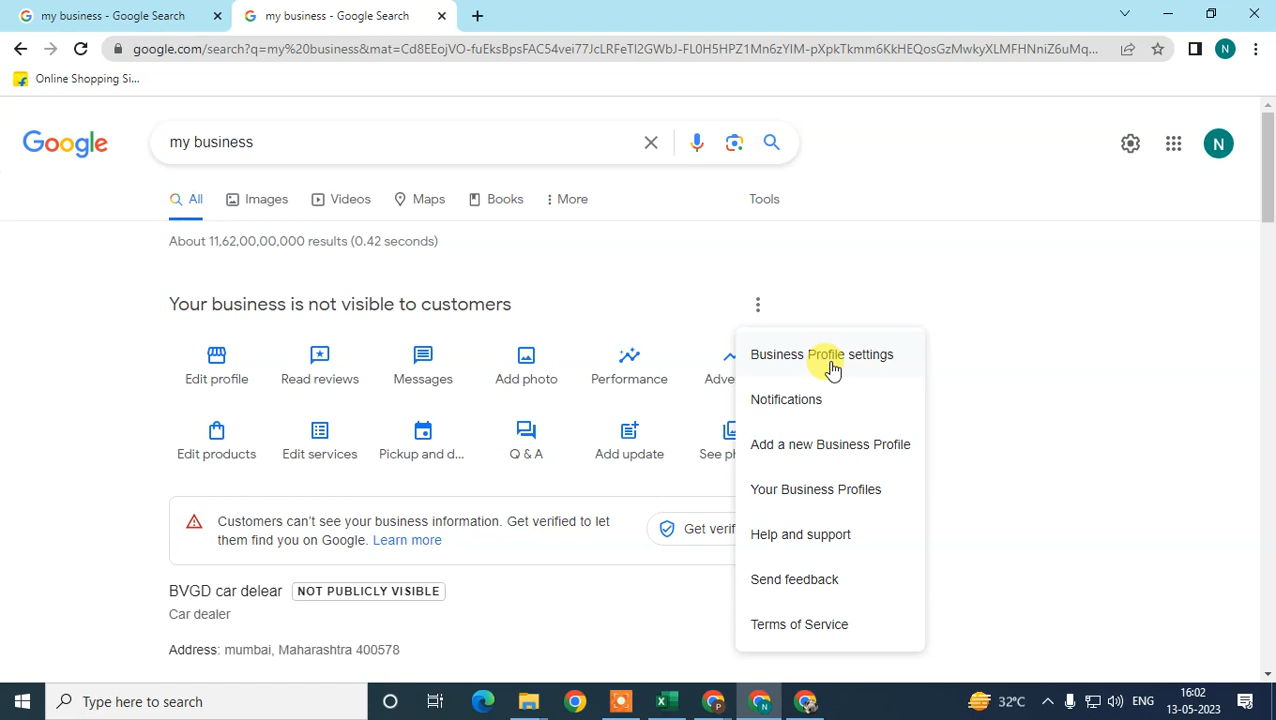 my business - Google Search
my business - Google Search
google.com/search?q=my%20business&mat=Cd8EEojVO-fuEksBpsFAC54vei77JcLRFeTl2GWbJ-FL0H5HPZ1Mn6zYIM-pXpkTkmm6KkHEQosGzMwkyXLMFHNniZ6uMq...
N
Online Shopping Si...
Google
my business
N
All
Images
Videos
Maps
Books
More
Tools
About 11,62,00,00,000 results (0.42 seconds)
Your business is not visible to customers
Edit profile
Read reviews
Messages
Add photo
Performance
Adve
Edit products
Edit services
Pickup and d...
Q & A
Add update
See ph
Business Profile settings
Notifications
Add a new Business Profile
Your Business Profiles
Help and support
Send feedback
Terms of Service
Customers can't see your business information. Get verified to let
them find you on Google. Learn more
Get verif
BVGD car delear NOT PUBLICLY VISIBLE
Car dealer
Address: mumbai, Maharashtra 400578
Type here to search
P
N
32°C
ENG
16:02
13-05-2023